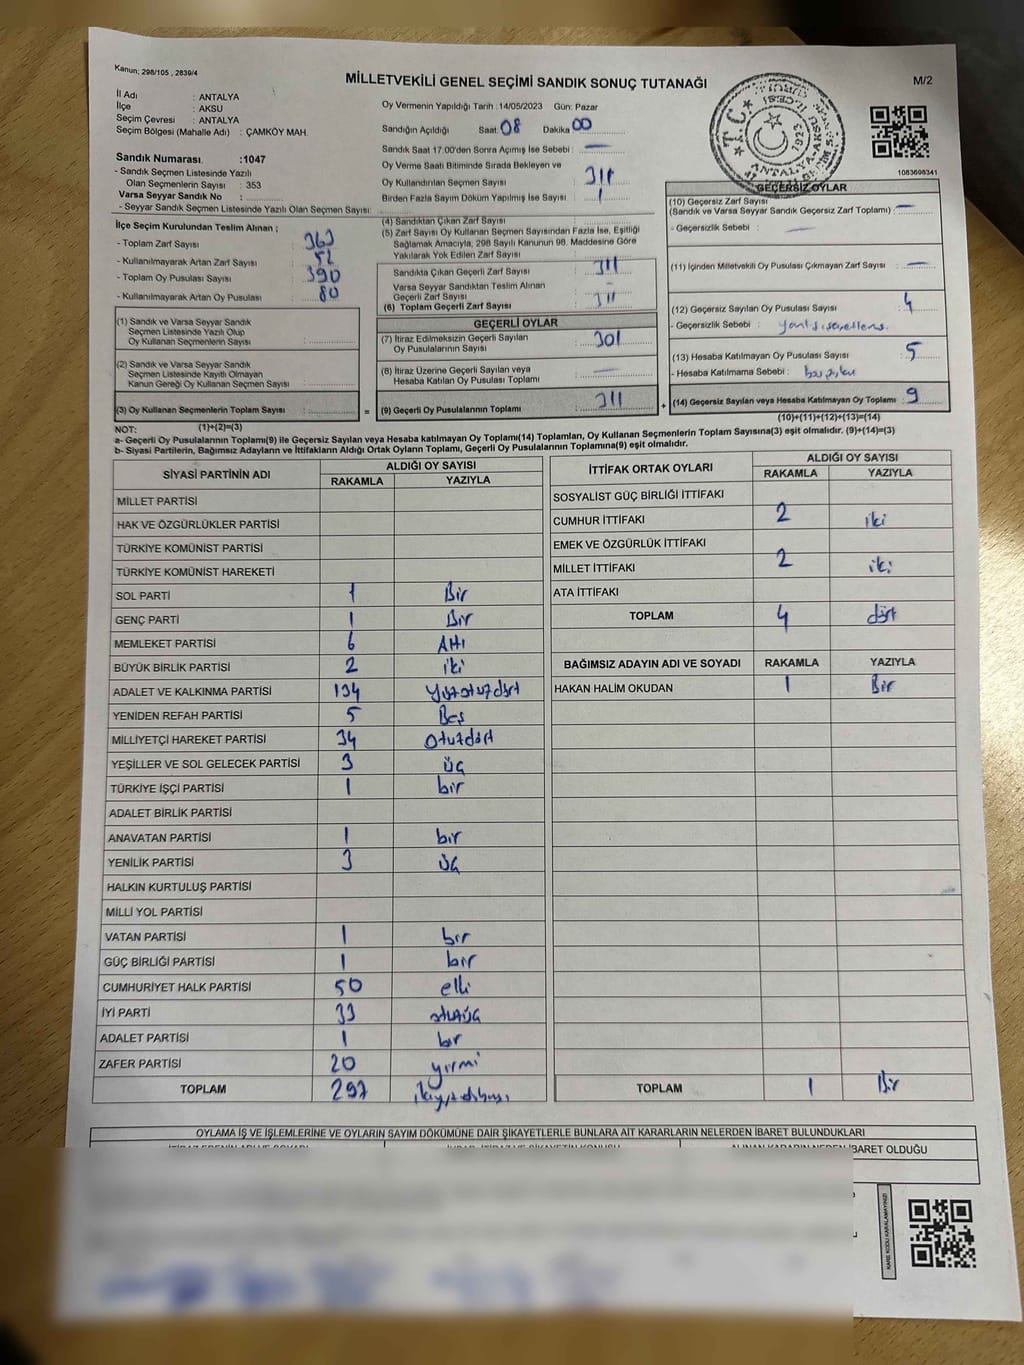 Kanun: 298/105 , 2839/4
MİLLETVEKİLİ GENEL SEÇİMİ SANDIK SONUÇ TUTANAĞI
M/2
İl Adı : ANTALYA
İlçe : AKSU
Seçim Çevresi : ANTALYA
Seçim Bölgesi (Mahalle Adı) : ÇAMKÖY MAH.
Sandık Numarası :1047
- Sandık Seçmen Listesinde Yazılı
Olan Seçmenlerin Sayısı : 353
Varsa Seyyar Sandık No :
- Seyyar Sandık Seçmen Listesinde Yazılı Olan Seçmen Sayısı:
Oy Vermenin Yapıldığı Tarih :14/05/2023 Gün: Pazar
Sandığın Açıldığı Saat: 08 Dakika 00
Sandık Saat 17:00'den Sonra Açımış İse Sebebi : —
Oy Verme Saati Bitiminde Sırada Bekleyen ve
Oy Kullandırılan Seçmen Sayısı : 311
Birden Fazla Sayım Döküm Yapılmış İse Sayısı : 1
T.C.
1923
1083698341
İlçe Seçim Kurulundan Teslim Alınan ;
- Toplam Zarf Sayısı : 363
- Kullanılmayarak Artan Zarf Sayısı : 52
- Toplam Oy Pusulası Sayısı : 390
- Kullanılmayarak Artan Oy Pusulası : 80
(1) Sandık ve Varsa Seyyar Sandık
Seçmen Listesinde Yazılı Olup
Oy Kullanan Seçmenlerin Sayısı :
(2) Sandık ve Varsa Seyyar Sandık
Seçmen Listesinde Kayıtlı Olmayan
Kanun Gereği Oy Kullanan Seçmen Sayısı :
(3) Oy Kullanan Seçmenlerin Toplam Sayısı :
(1)+(2)=(3)
(4) Sandıktan Çıkan Zarf Sayısı :
(5) Zarf Sayısı Oy Kullanan Seçmen Sayısından Fazla İse, Eşitliği
Sağlamak Amacıyla, 298 Sayılı Kanunun 98. Maddesine Göre
Yakılarak Yok Edilen Zarf Sayısı :
Sandıkta Çıkan Geçerli Zarf Sayısı : 311
Varsa Seyyar Sandıktan Teslim Alınan
Geçerli Zarf Sayısı : -
(6) Toplam Geçerli Zarf Sayısı : 311
GEÇERLİ OYLAR
(7) İtiraz Edilmeksizin Geçerli Sayılan
Oy Pusulalarının Sayısı : 301
(8) İtiraz Üzerine Geçerli Sayılan veya
Hesaba Katılan Oy Pusulası Toplamı : —
= (9) Geçerli Oy Pusulalarının Toplamı : 311 +
GEÇERSİZ OYLAR
(10) Geçersiz Zarf Sayısı : —
(Sandık ve Varsa Seyyar Sandık Geçersiz Zarf Toplamı)
- Geçersizlik Sebebi : —
(11) İçinden Milletvekili Oy Pusulası Çıkmayan Zarf Sayısı : —
(12) Geçersiz Sayılan Oy Pusulası Sayısı : 4
- Geçersizlik Sebebi :
(13) Hesaba Katılmayan Oy Pusulası Sayısı : 5
- Hesaba Katılmama Sebebi :
(14) Geçersiz Sayılan veya Hesaba Katılmayan Oy Toplamı : 9
(10)+(11)+(12)+(13)=(14)
NOT:
a- Geçerli Oy Pusulalarının Toplamı(9) ile Geçersiz Sayılan veya Hesaba katılmayan Oy Toplamı(14) Toplamları, Oy Kullanan Seçmenlerin Toplam Sayısına(3) eşit olmalıdır. (9)+(14)=(3)
b- Siyasi Partilerin, Bağımsız Adayların ve İttifakların Aldığı Ortak Oyların Toplamı, Geçerli Oy Pusulalarının Toplamına(9) eşit olmalıdır.
SİYASİ PARTİNİN ADI ALDIĞI OY SAYISI
RAKAMLA YAZIYLA
MİLLET PARTİSİ
HAK VE ÖZGÜRLÜKLER PARTİSİ
TÜRKİYE KOMÜNİST PARTİSİ
TÜRKİYE KOMÜNİST HAREKETİ
SOL PARTİ 1 Bir
GENÇ PARTİ 1 Bir
MEMLEKET PARTİSİ 6 Altı
BÜYÜK BİRLİK PARTİSİ 2 iki
ADALET VE KALKINMA PARTİSİ 134 Yüzotuzdört
YENİDEN REFAH PARTİSİ 5 Beş
MİLLİYETÇİ HAREKET PARTİSİ 34 otuzdört
YEŞİLLER VE SOL GELECEK PARTİSİ 3 üç
TÜRKİYE İŞÇİ PARTİSİ 1 bir
ADALET BİRLİK PARTİSİ
ANAVATAN PARTİSİ 1 bir
YENİLİK PARTİSİ 3 üç
HALKIN KURTULUŞ PARTİSİ
MİLLİ YOL PARTİSİ
VATAN PARTİSİ 1 bir
GÜÇ BİRLİĞİ PARTİSİ 1 bir
CUMHURİYET HALK PARTİSİ 50 elli
İYİ PARTİ 33 otuzüç
ADALET PARTİSİ 1 bir
ZAFER PARTİSİ 20 yirmi
TOPLAM 297
İTTİFAK ORTAK OYLARI ALDIĞI OY SAYISI
RAKAMLA YAZIYLA
SOSYALİST GÜÇ BİRLİĞİ İTTİFAKI
CUMHUR İTTİFAKI 2 iki
EMEK VE ÖZGÜRLÜK İTTİFAKI
MİLLET İTTİFAKI 2 iki
ATA İTTİFAKI
TOPLAM 4 dört
BAĞIMSIZ ADAYIN ADI VE SOYADI RAKAMLA YAZIYLA
HAKAN HALİM OKUDAN 1 Bir
TOPLAM 1 Bir
OYLAMA İŞ VE İŞLEMLERİNE VE OYLARIN SAYIM DÖKÜMÜNE DAİR ŞİKAYETLERLE BUNLARA AİT KARARLARIN NELERDEN İBARET BULUNDUKLARI
İBARET OLDUĞU
KARE KODU KARALAMAYINIZ!